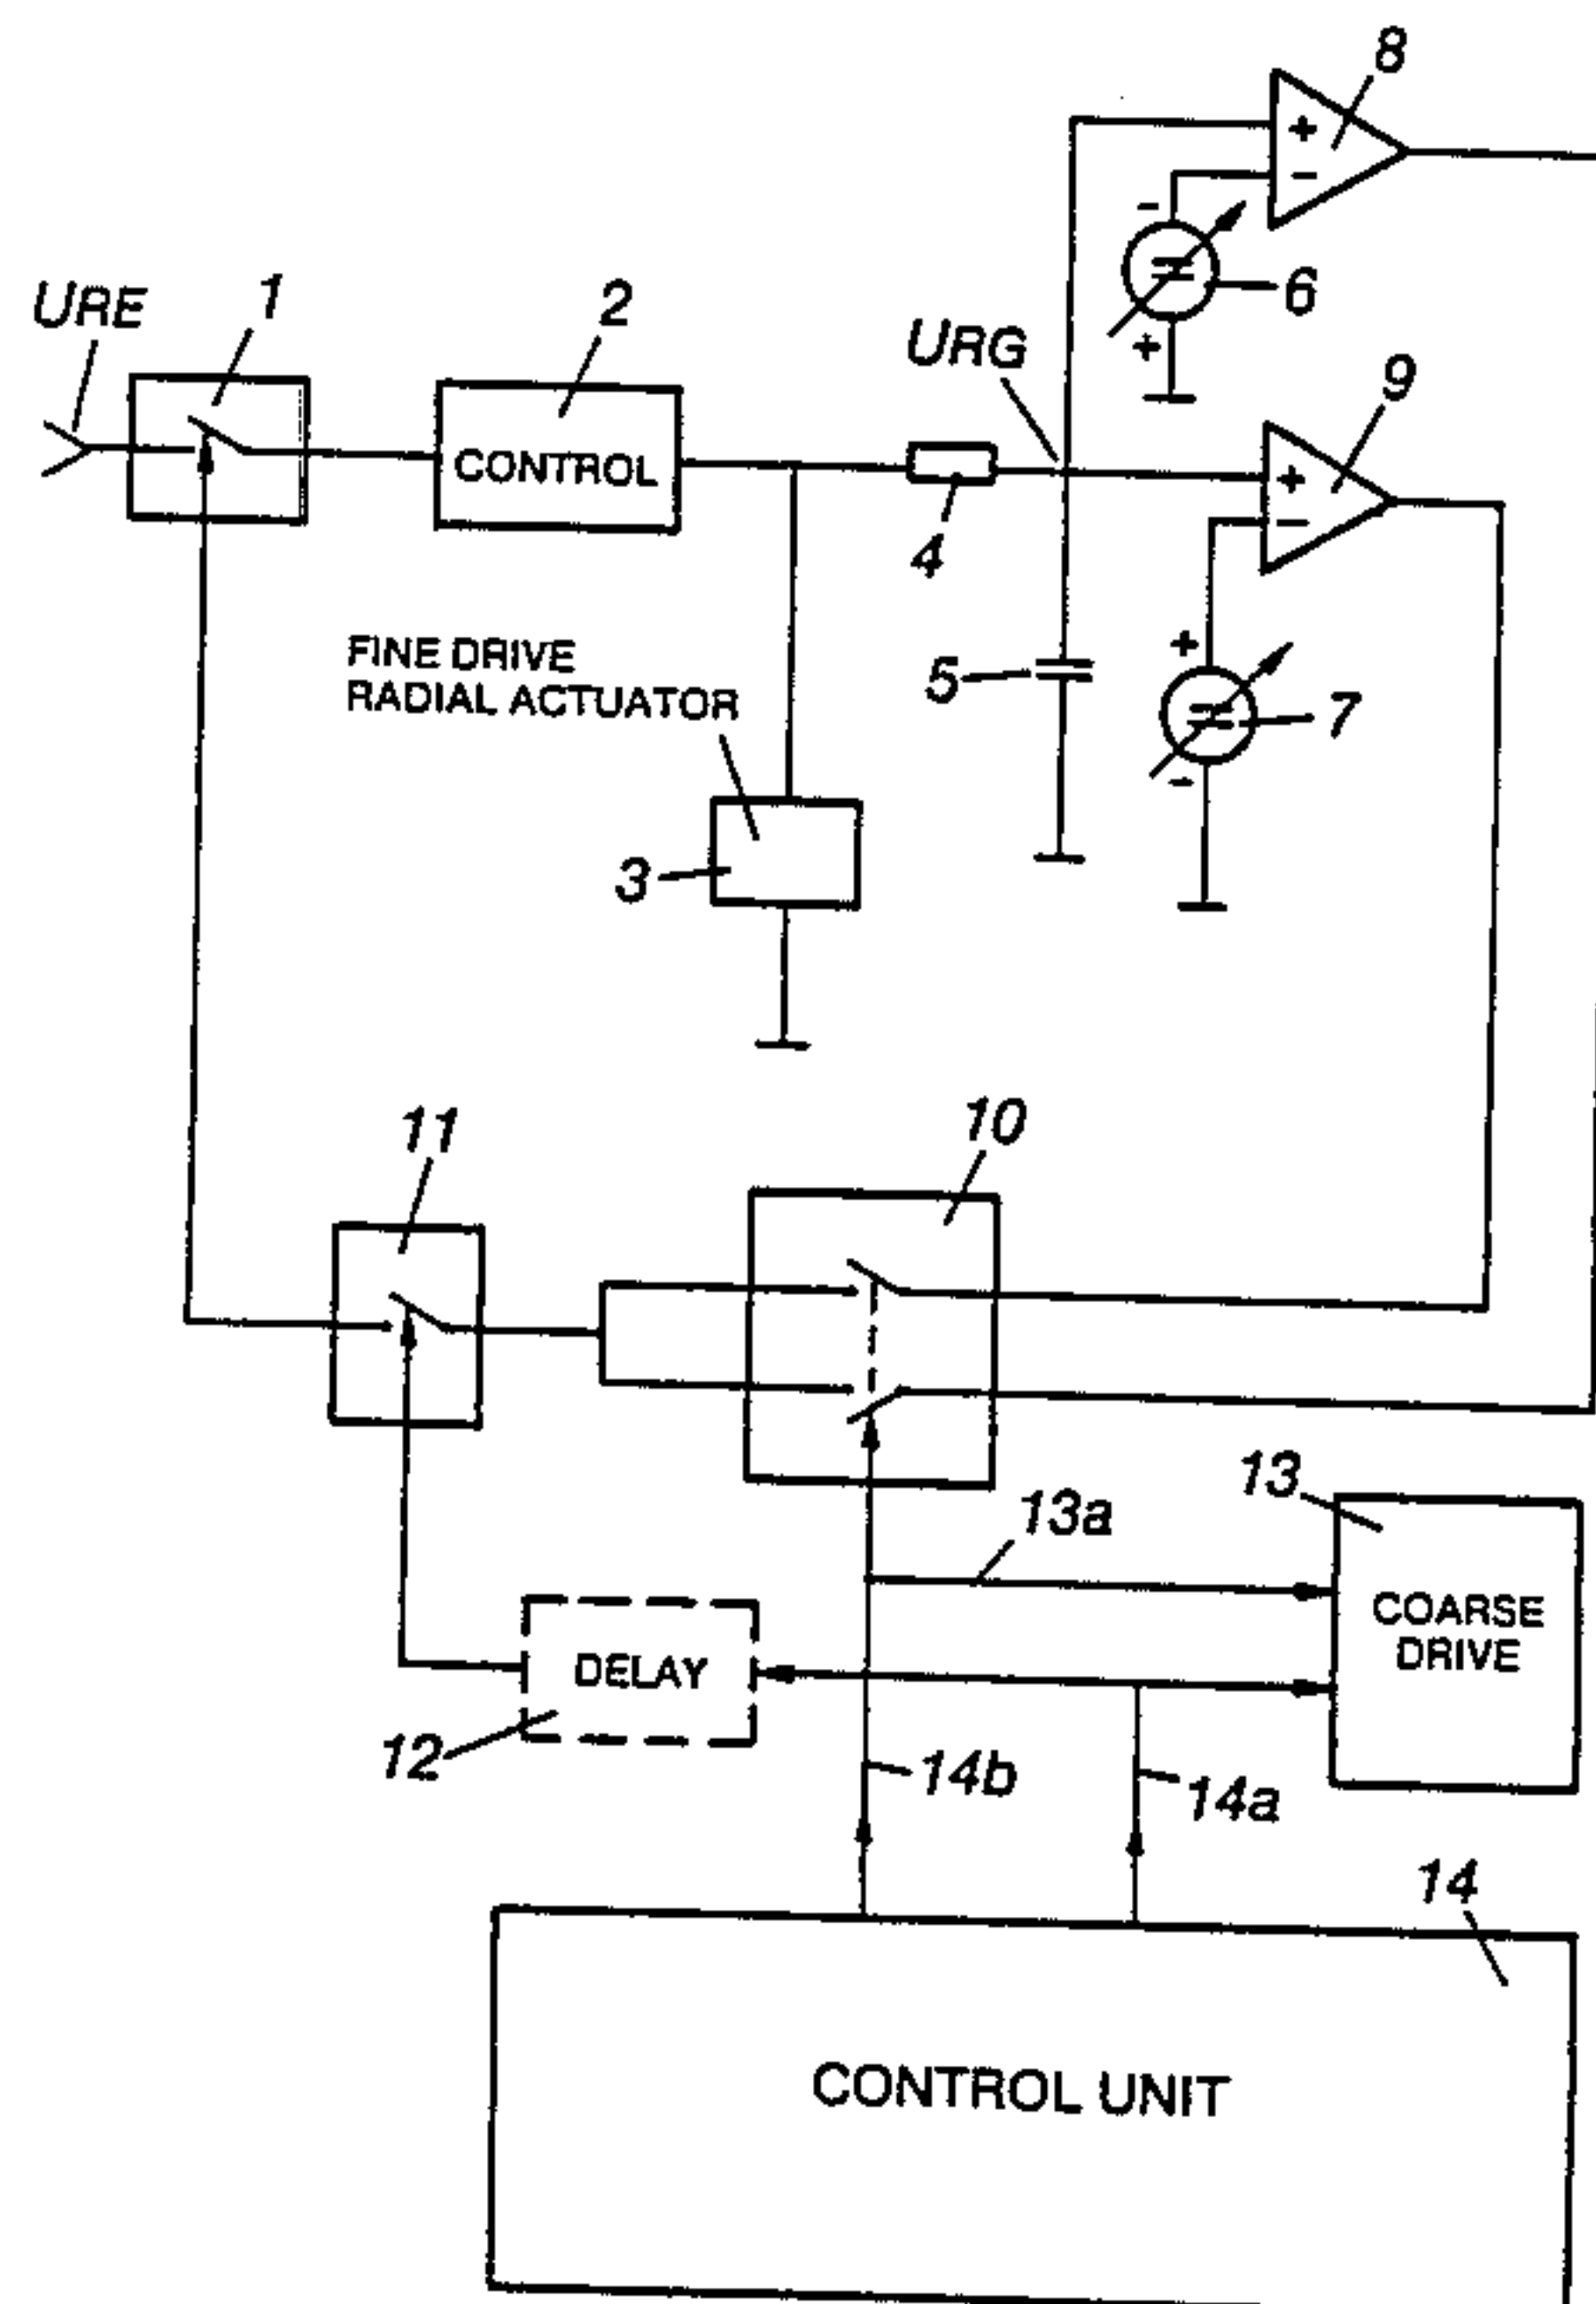 8
+
-
-
6
+
URE
1
2
CONTROL
URG
4
9
+
-
FINE DRIVE
RADIAL ACTUATOR
5
+
7
-
3
11
10
13a
13
COARSE
DRIVE
DELAY
12
14b
14a
14
CONTROL UNIT